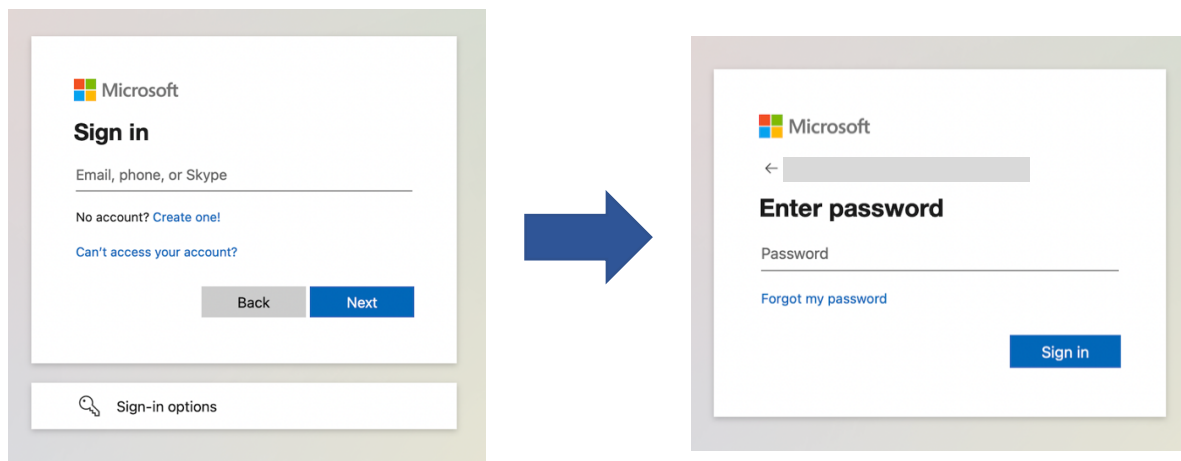 Microsoft
Sign in
Email, phone, or Skype
No account? Create one!
Can't access your account?
Back Next
Sign-in options
Microsoft
Enter password
Password
Forgot my password
Sign in